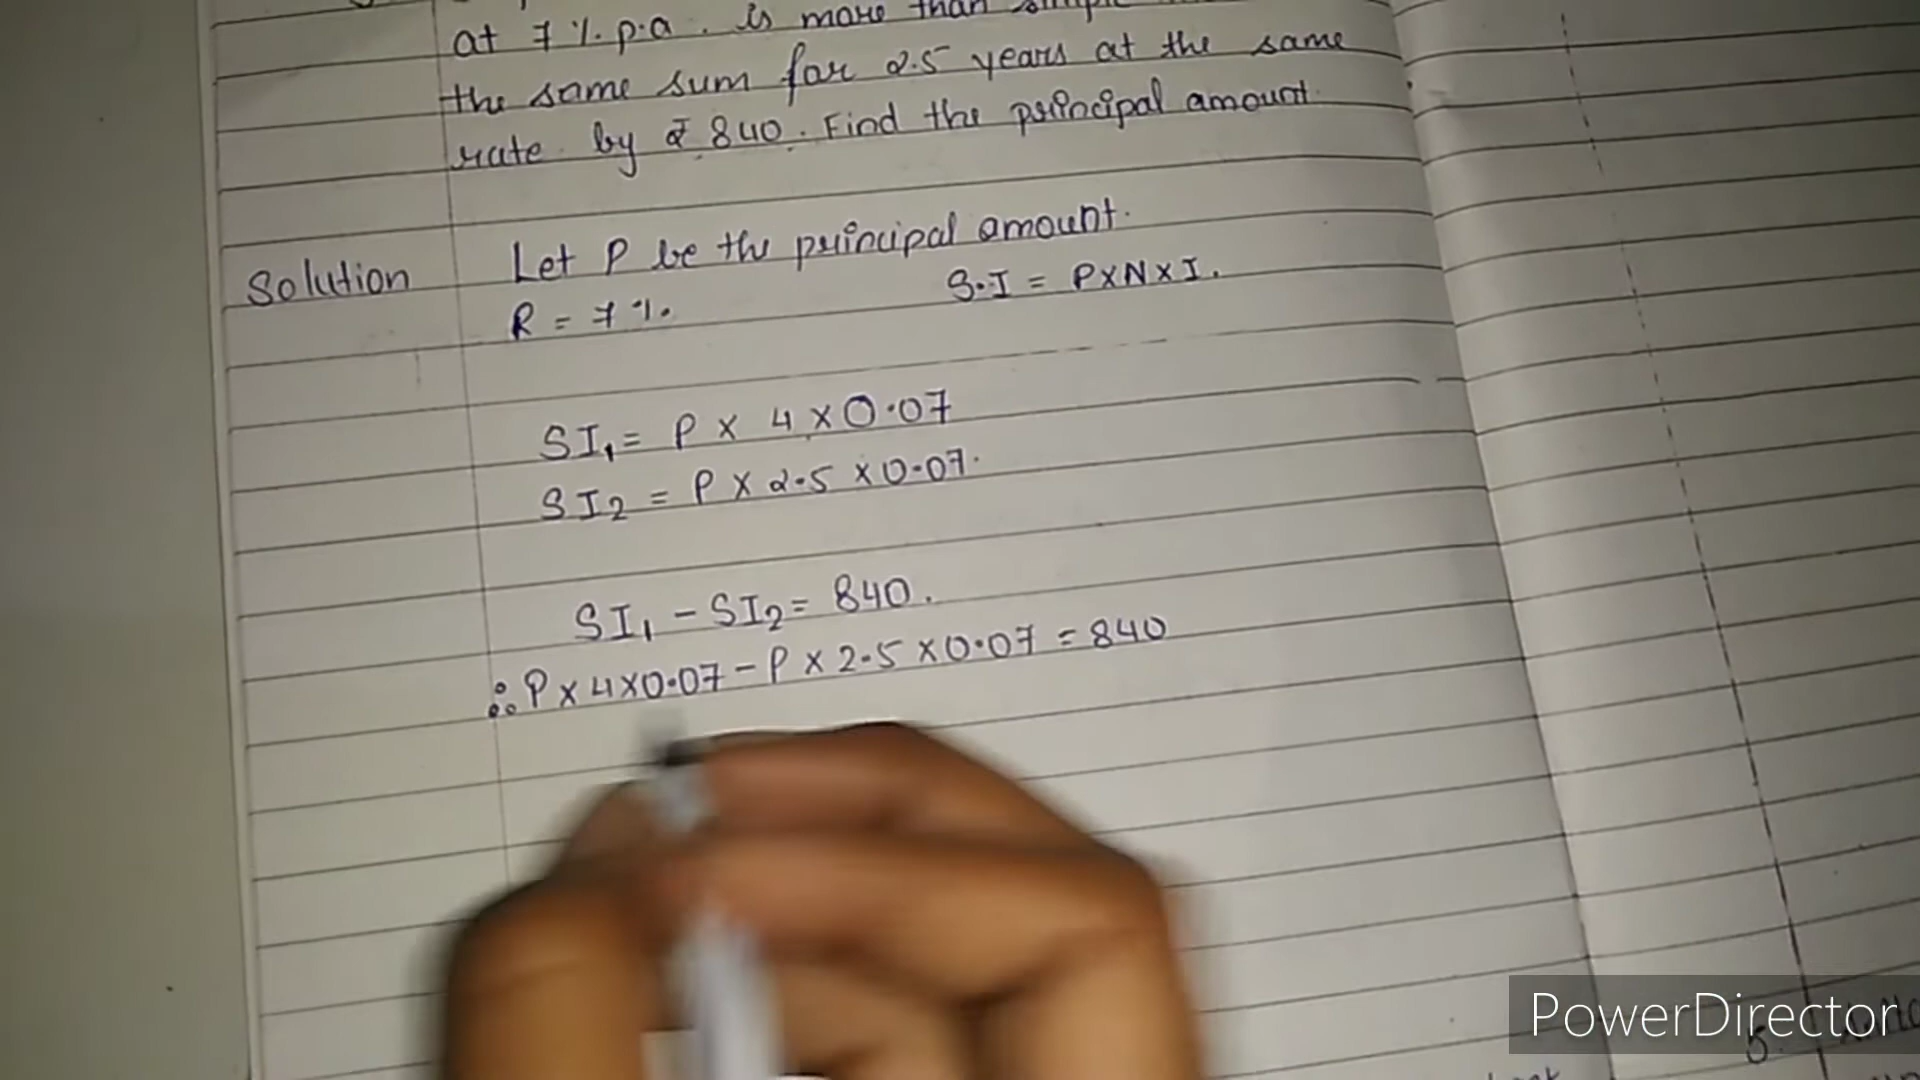 at 7 %. p.a. is more than simple
the same sum for 2.5 years at the same
rate by ₹ 840. Find the principal amount.
Solution Let P be the principal amount.
R = 7 %. S.I = P×N×I.
SI₁ = P × 4 × 0.07
SI₂ = P × 2.5 × 0.07.
SI₁ - SI₂ = 840.
∴ P × 4×0.07 - P × 2.5 × 0.07 = 840
PowerDirector
5.